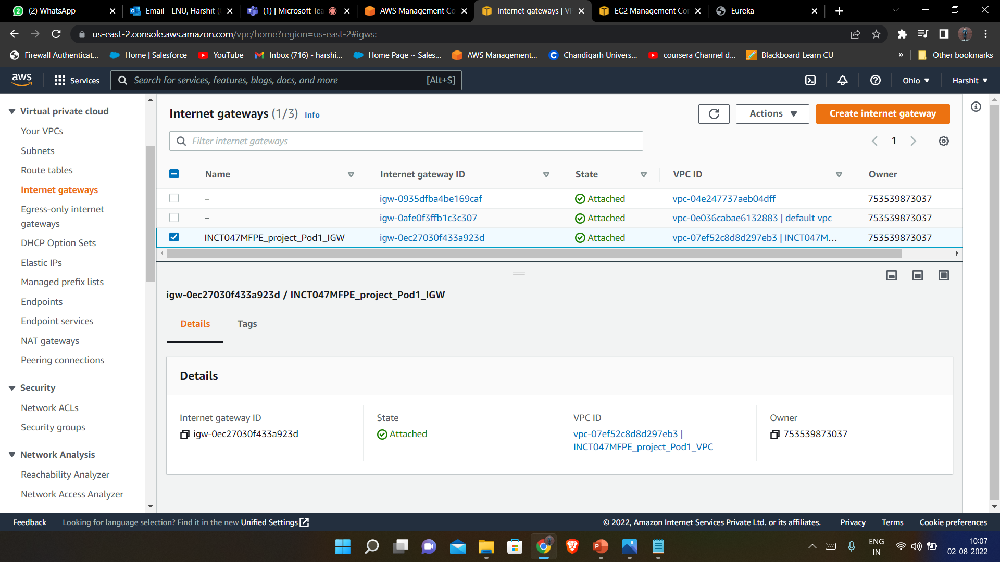 (2) WhatsApp
Email - LNU, Harshit (
(1) | Microsoft Tea
AWS Management Co
Internet gateways | VP
EC2 Management Con
Eureka
us-east-2.console.aws.amazon.com/vpc/home?region=us-east-2#igws:
Firewall Authenticat...
Home | Salesforce
YouTube
Inbox (716) - harshi...
Home Page ~ Sales...
AWS Management...
Chandigarh Univers...
coursera Channel d...
Blackboard Learn CU
»
Other bookmarks
aws
Services
Search for services, features, blogs, docs, and more
[Alt+S]
Ohio
Harshit
Virtual private cloud
Your VPCs
Subnets
Route tables
Internet gateways
Egress-only internet
gateways
DHCP Option Sets
Elastic IPs
Managed prefix lists
Endpoints
Endpoint services
NAT gateways
Peering connections
Security
Network ACLs
Security groups
Network Analysis
Reachability Analyzer
Network Access Analyzer
Internet gateways (1/3) Info
Actions
Create internet gateway
Filter internet gateways
1
Name Internet gateway ID State VPC ID Owner
– igw-0935dfba4be169caf Attached vpc-04e247737aeb04dff 753539873037
– igw-0afe0f3ffb1c3c307 Attached vpc-0e036cabae6132883 | default vpc 753539873037
INCT047MFPE_project_Pod1_IGW igw-0ec27030f433a923d Attached vpc-07ef52c8d8d297eb3 | INCT047M... 753539873037
igw-0ec27030f433a923d / INCT047MFPE_project_Pod1_IGW
Details
Tags
Details
Internet gateway ID
igw-0ec27030f433a923d
State
Attached
VPC ID
vpc-07ef52c8d8d297eb3 |
INCT047MFPE_project_Pod1_VPC
Owner
753539873037
Feedback
Looking for language selection? Find it in the new Unified Settings
© 2022, Amazon Internet Services Private Ltd. or its affiliates.
Privacy
Terms
Cookie preferences
ENG
IN
10:07
02-08-2022